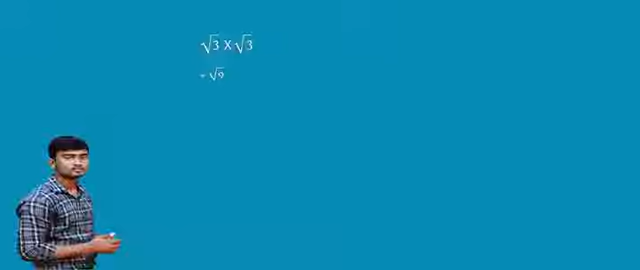 √3 X √3
= √9